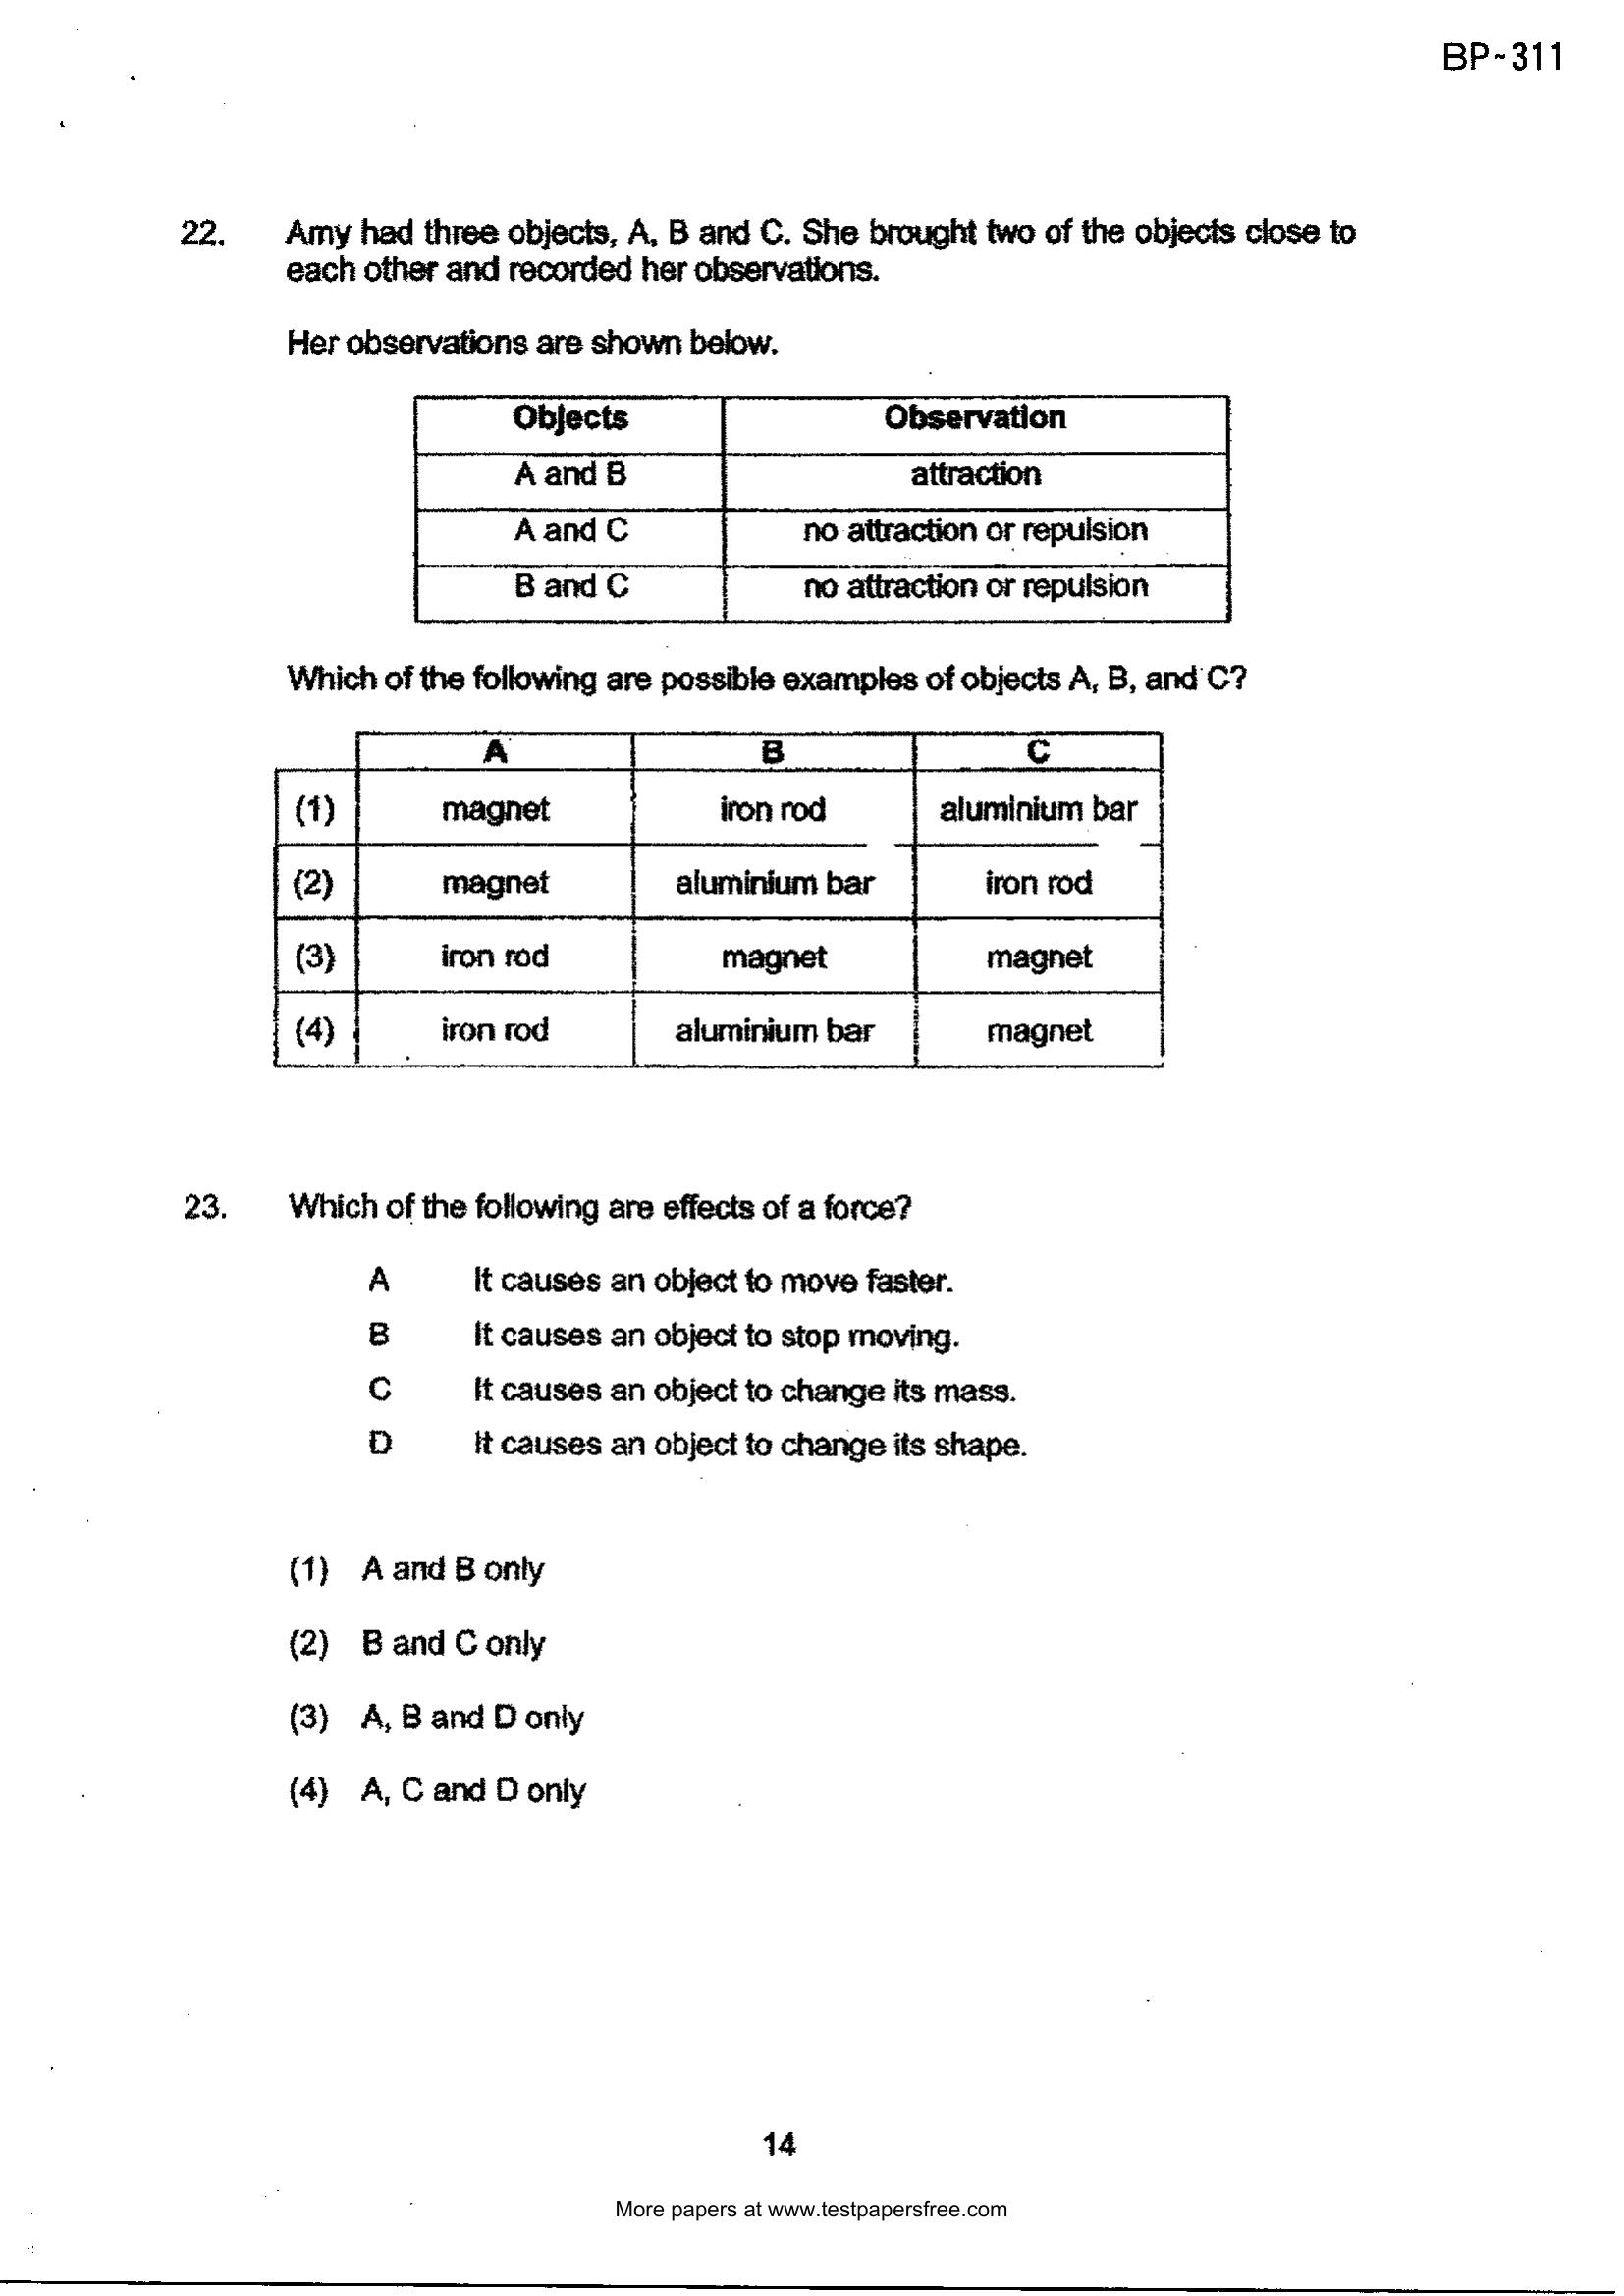 BP-311
22. Amy had three objects, A, B and C. She brought two of the objects close to
each other and recorded her observations.
Her observations are shown below.
Objects Observation
A and B attraction
A and C no attraction or repulsion
B and C no attraction or repulsion
Which of the following are possible examples of objects A, B, and C?
A B C
(1) magnet iron rod aluminium bar
(2) magnet aluminium bar iron rod
(3) iron rod magnet magnet
(4) iron rod aluminium bar magnet
23. Which of the following are effects of a force?
A It causes an object to move faster.
B It causes an object to stop moving.
C It causes an object to change its mass.
D It causes an object to change its shape.
(1) A and B only
(2) B and C only
(3) A, B and D only
(4) A, C and D only
14
More papers at www.testpapersfree.com